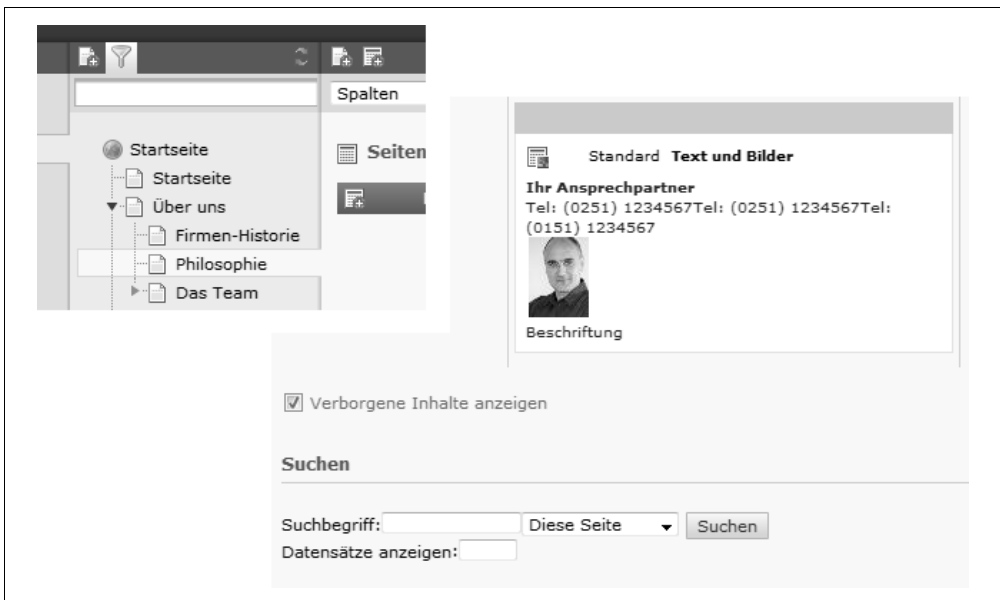 Spalten
Startseite
Startseite
Über uns
Firmen-Historie
Philosophie
Das Team
Seiten
Standard Text und Bilder
Ihr Ansprechpartner
Tel: (0251) 1234567Tel: (0251) 1234567Tel:
(0151) 1234567
Beschriftung
Verborgene Inhalte anzeigen
Suchen
Suchbegriff: Diese Seite Suchen
Datensätze anzeigen: